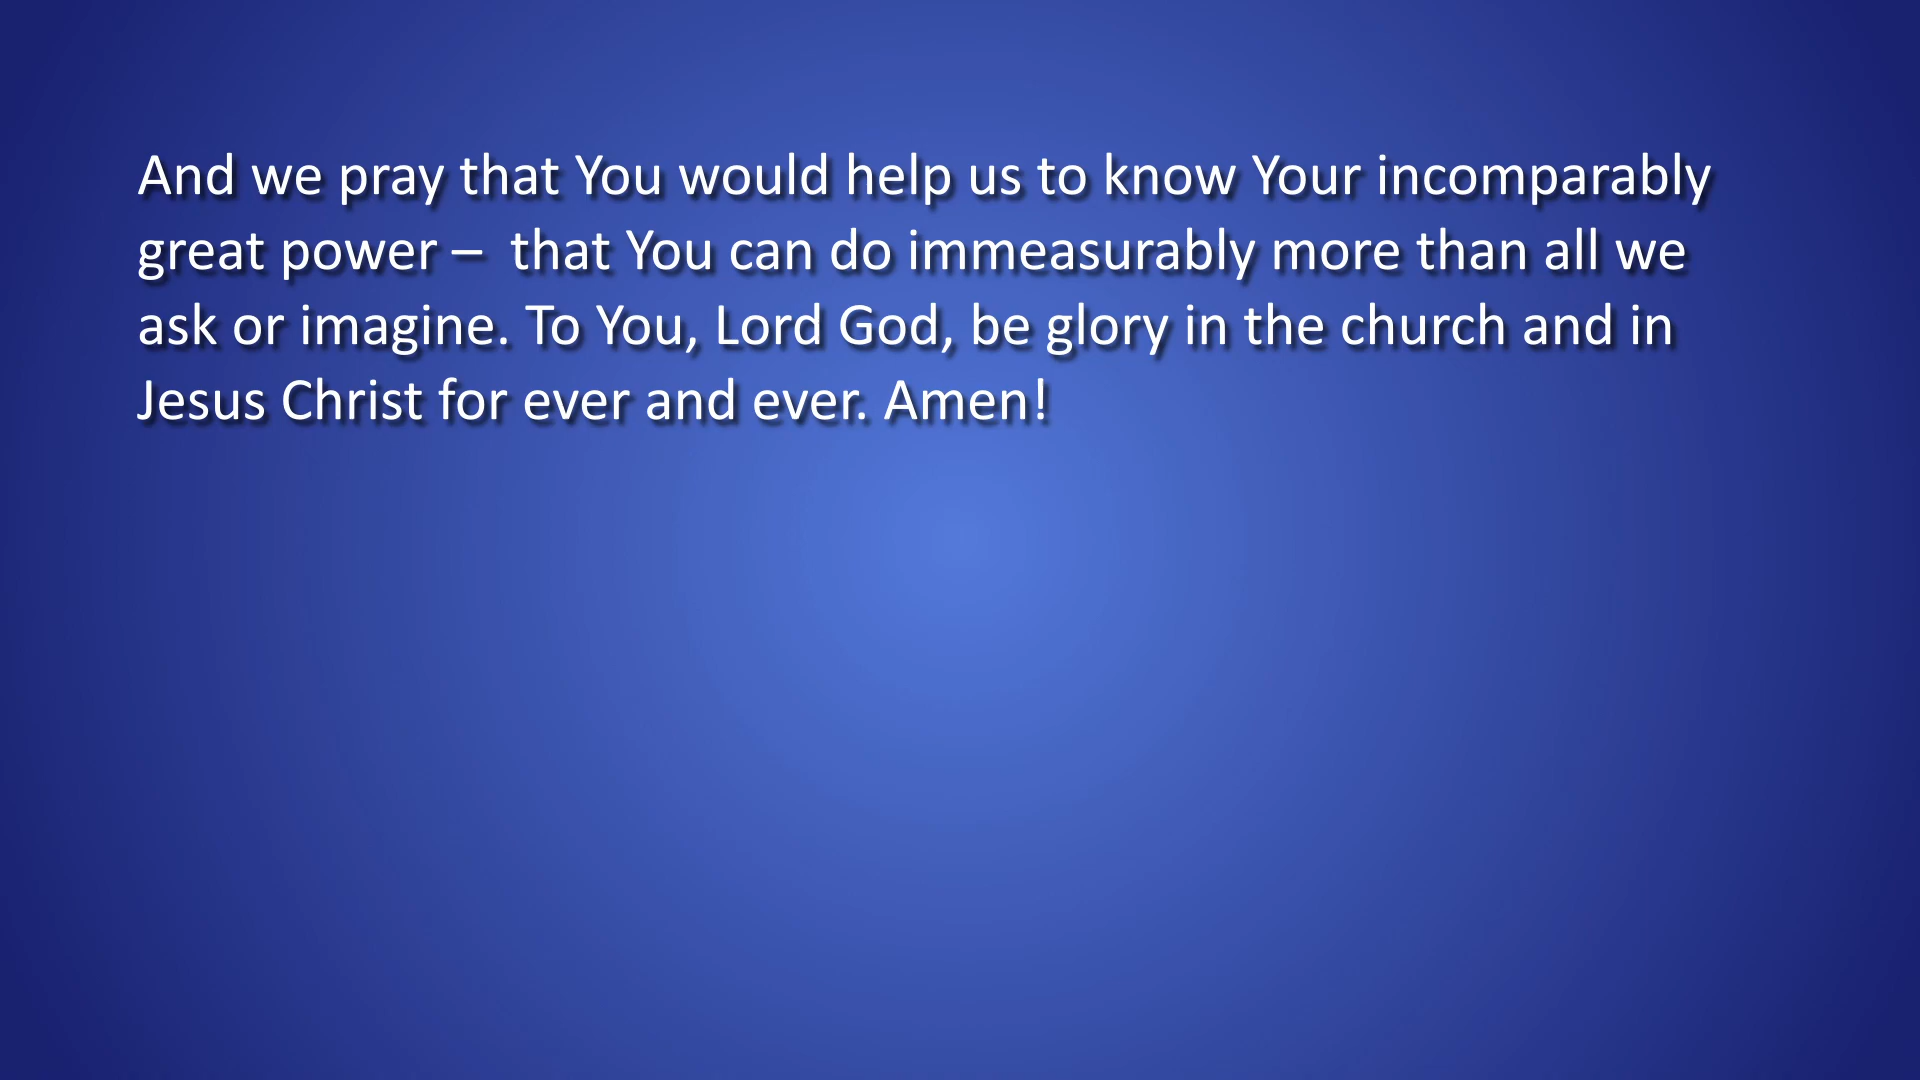 And we pray that You would help us to know Your incomparably
great power –  that You can do immeasurably more than all we
ask or imagine. To You, Lord God, be glory in the church and in
Jesus Christ for ever and ever. Amen!